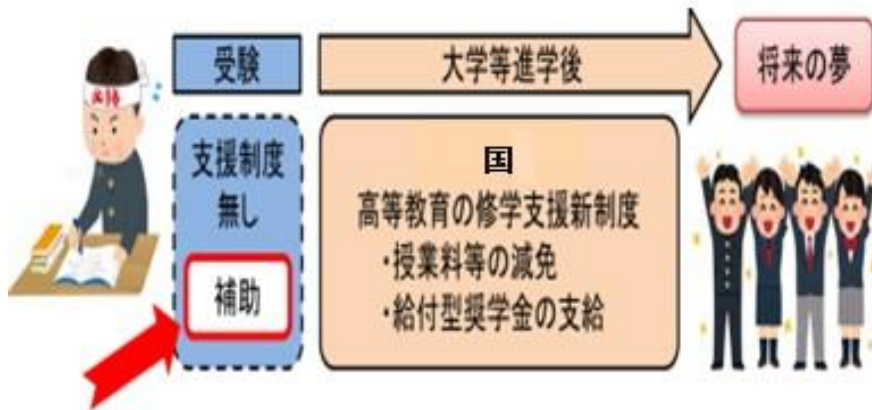 受験
大学等進学後
将来の夢
必勝
支援制度
無し
補助
国
高等教育の修学支援新制度
・授業料等の減免
・給付型奨学金の支給